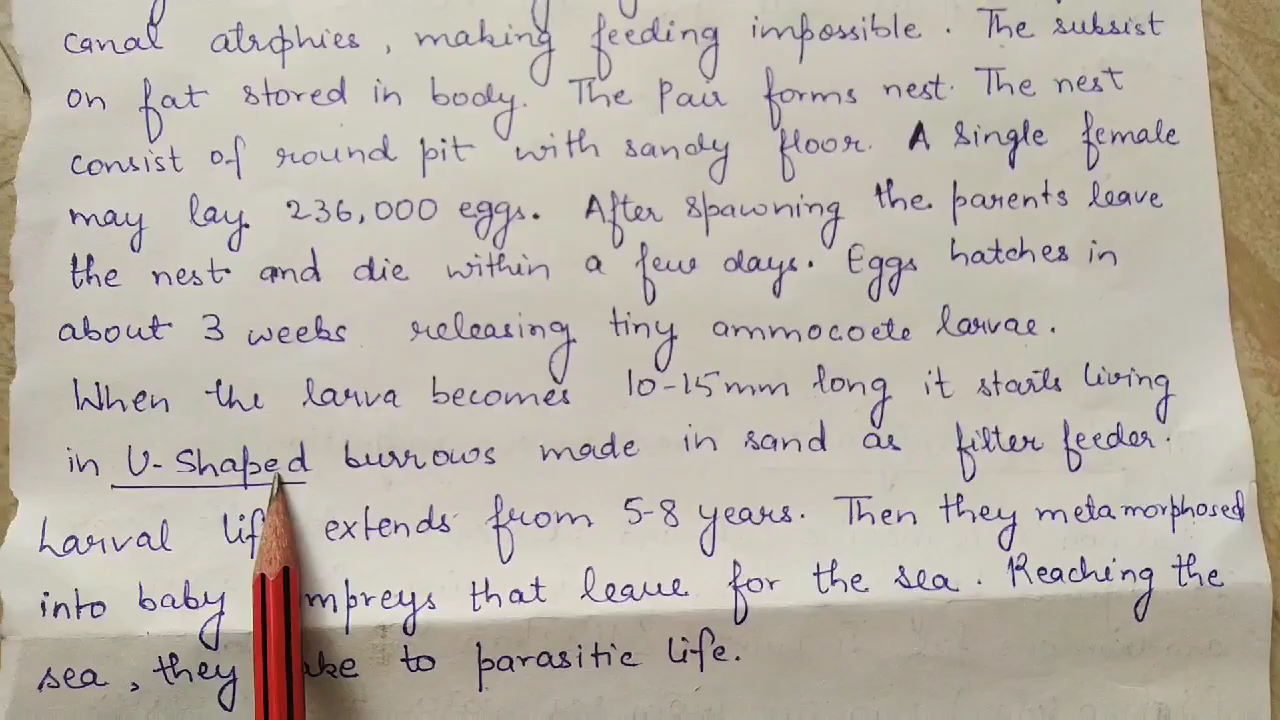 canal atrophies, making feeding impossible. The subsist
on fat stored in body. The Pair forms nest. The nest
consist of round pit with sandy floor. A single female
may lay 236,000 eggs. After spawning the parents leave
the nest and die within a few days. Eggs hatches in
about 3 weeks releasing tiny ammocoete larvae.
When the larva becomes 10-15mm long it starts living
in U-Shaped burrows made in sand as filter feeder.
Larval extends from 5-8 years. Then they metamorphosed
into baby that leave for the sea. Reaching the
sea, they to parasitic life.